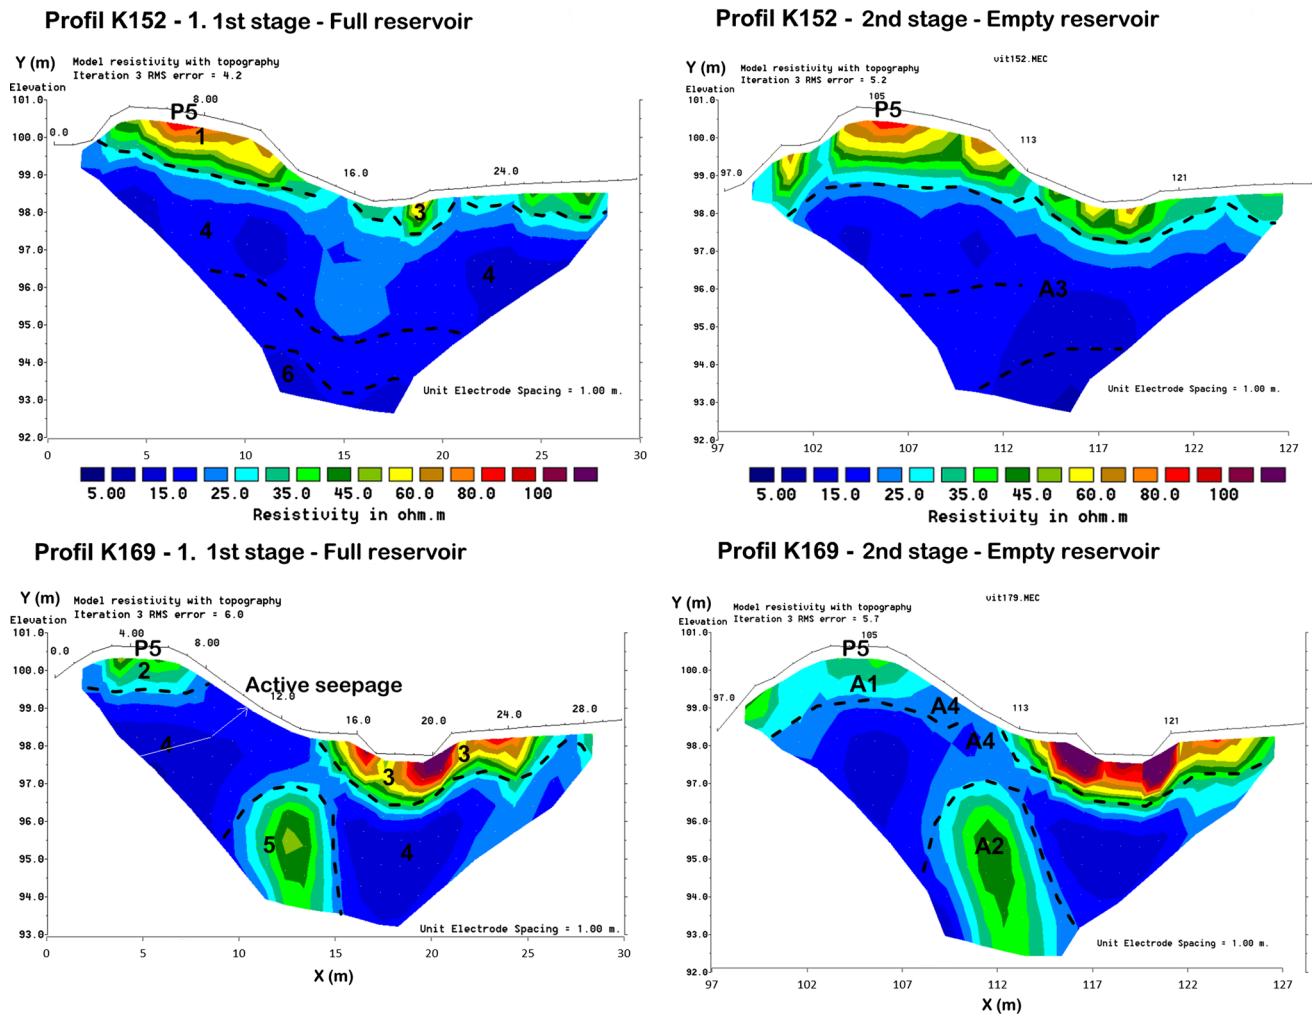 Profil K152 - 1. 1st stage - Full reservoir
Y (m)
Model resistivity with topography
Iteration 3 RMS error = 4.2
Elevation
101.0
100.0
99.0
98.0
97.0
96.0
95.0
94.0
93.0
92.0
0.0
8.00
16.0
24.0
P5
1
3
4
4
6
Unit Electrode Spacing = 1.00 m.
0 5 10 15 20 25 30
5.00 15.0 25.0 35.0 45.0 60.0 80.0 100
Resistivity in ohm.m
Profil K152 - 2nd stage - Empty reservoir
vit152.MEC
Y (m)
Model resistivity with topography
Iteration 3 RMS error = 5.2
Elevation
101.0
100.0
99.0
98.0
97.0
96.0
95.0
94.0
93.0
92.0
97.0
105
113
121
P5
A3
Unit Electrode Spacing = 1.00 m.
97 102 107 112 117 122 127
5.00 15.0 25.0 35.0 45.0 60.0 80.0 100
Resistivity in ohm.m
Profil K169 - 1. 1st stage - Full reservoir
Y (m)
Model resistivity with topography
Iteration 3 RMS error = 6.0
Elevation
101.0
100.0
99.0
98.0
97.0
96.0
95.0
94.0
93.0
0.0
4.00
8.00
12.0
16.0
20.0
24.0
28.0
P5
2
Active seepage
4
3
3
5
4
Unit Electrode Spacing = 1.00 m.
0 5 10 15 20 25 30
X (m)
Profil K169 - 2nd stage - Empty reservoir
vit179.MEC
Y (m)
Model resistivity with topography
Iteration 3 RMS error = 5.7
Elevation
101.0
100.0
99.0
98.0
97.0
96.0
95.0
94.0
93.0
92.0
97.0
105
113
121
P5
A1
A4
A4
A2
Unit Electrode Spacing = 1.00 m.
97 102 107 112 117 122 127
X (m)